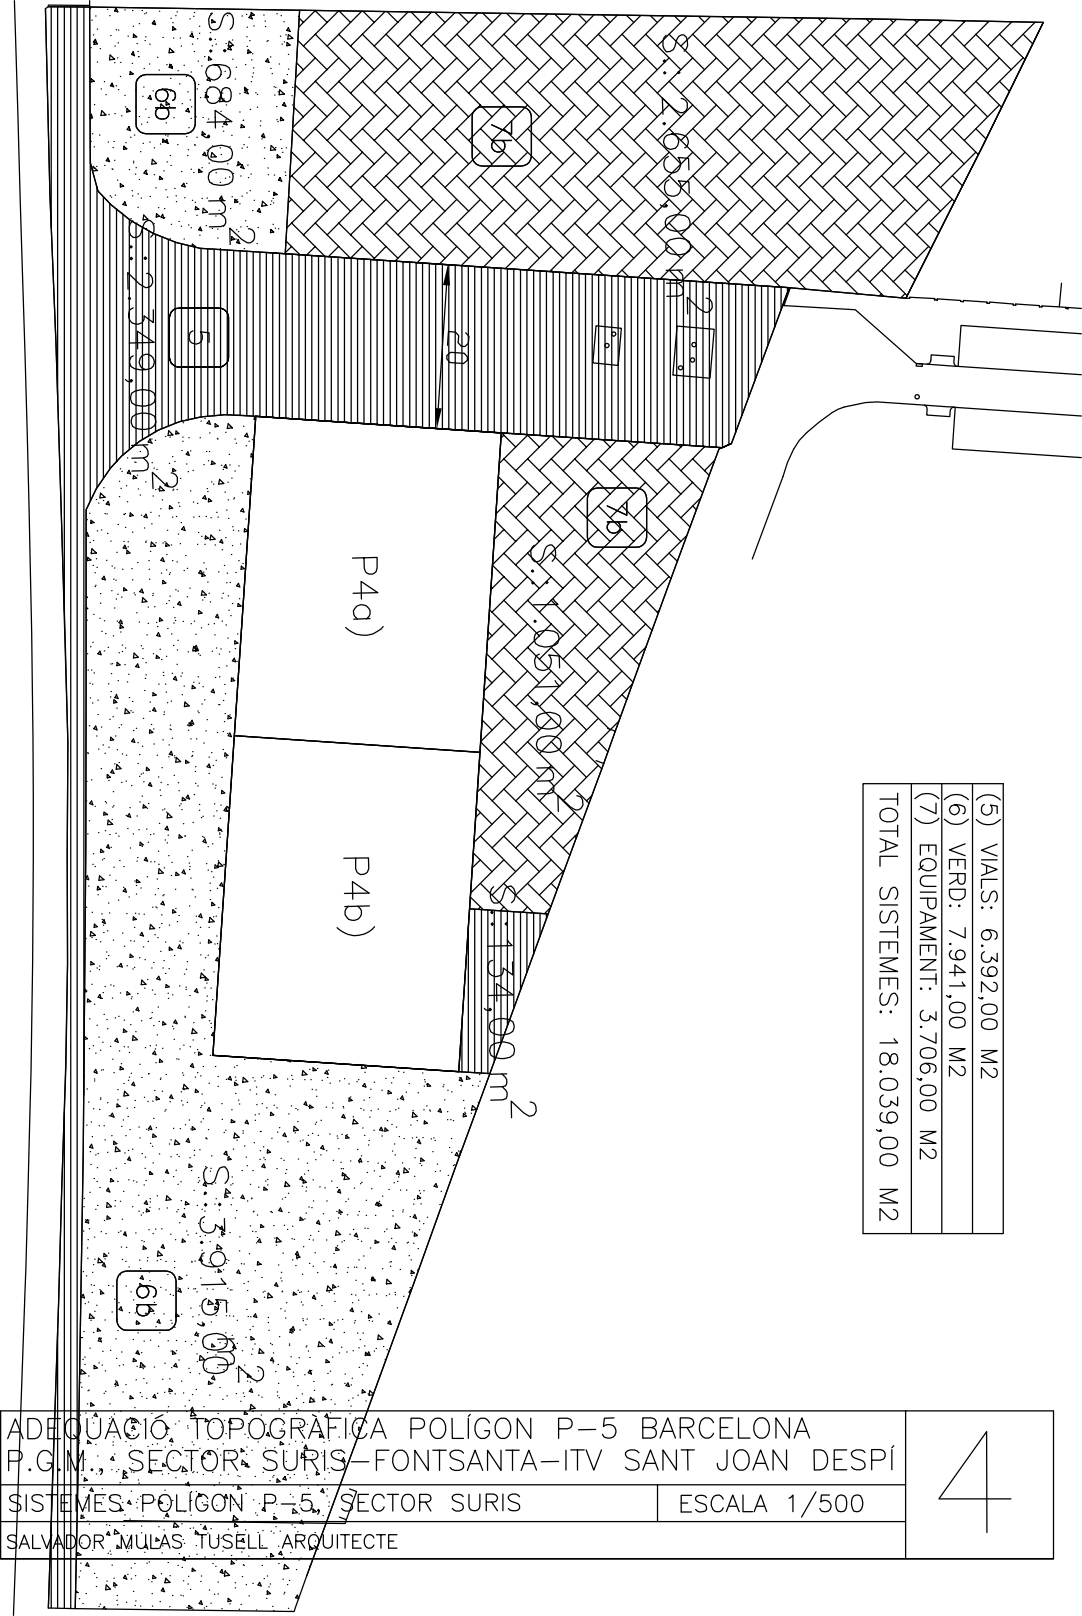 S: 684,00 m2
6b
7b
S: 2.655,00 m2
S: 2.349,00 m2
5
20
7b
S: 1.051,00 m2
P4a)
P4b)
S: 134,00 m2
(5) VIALS: 6.392,00 M2
(6) VERD: 7.941,00 M2
(7) EQUIPAMENT: 3.706,00 M2
TOTAL SISTEMES: 18.039,00 M2
S: 3.915,00 m2
6b
ADEQUACIÓ TOPOGRÀFICA POLÍGON P-5 BARCELONA
P.G.M., SECTOR SURIS-FONTSANTA-ITV SANT JOAN DESPÍ
SISTEMES POLÍGON P-5, SECTOR SURIS
ESCALA 1/500
SALVADOR MULAS TUSELL ARQUITECTE
4